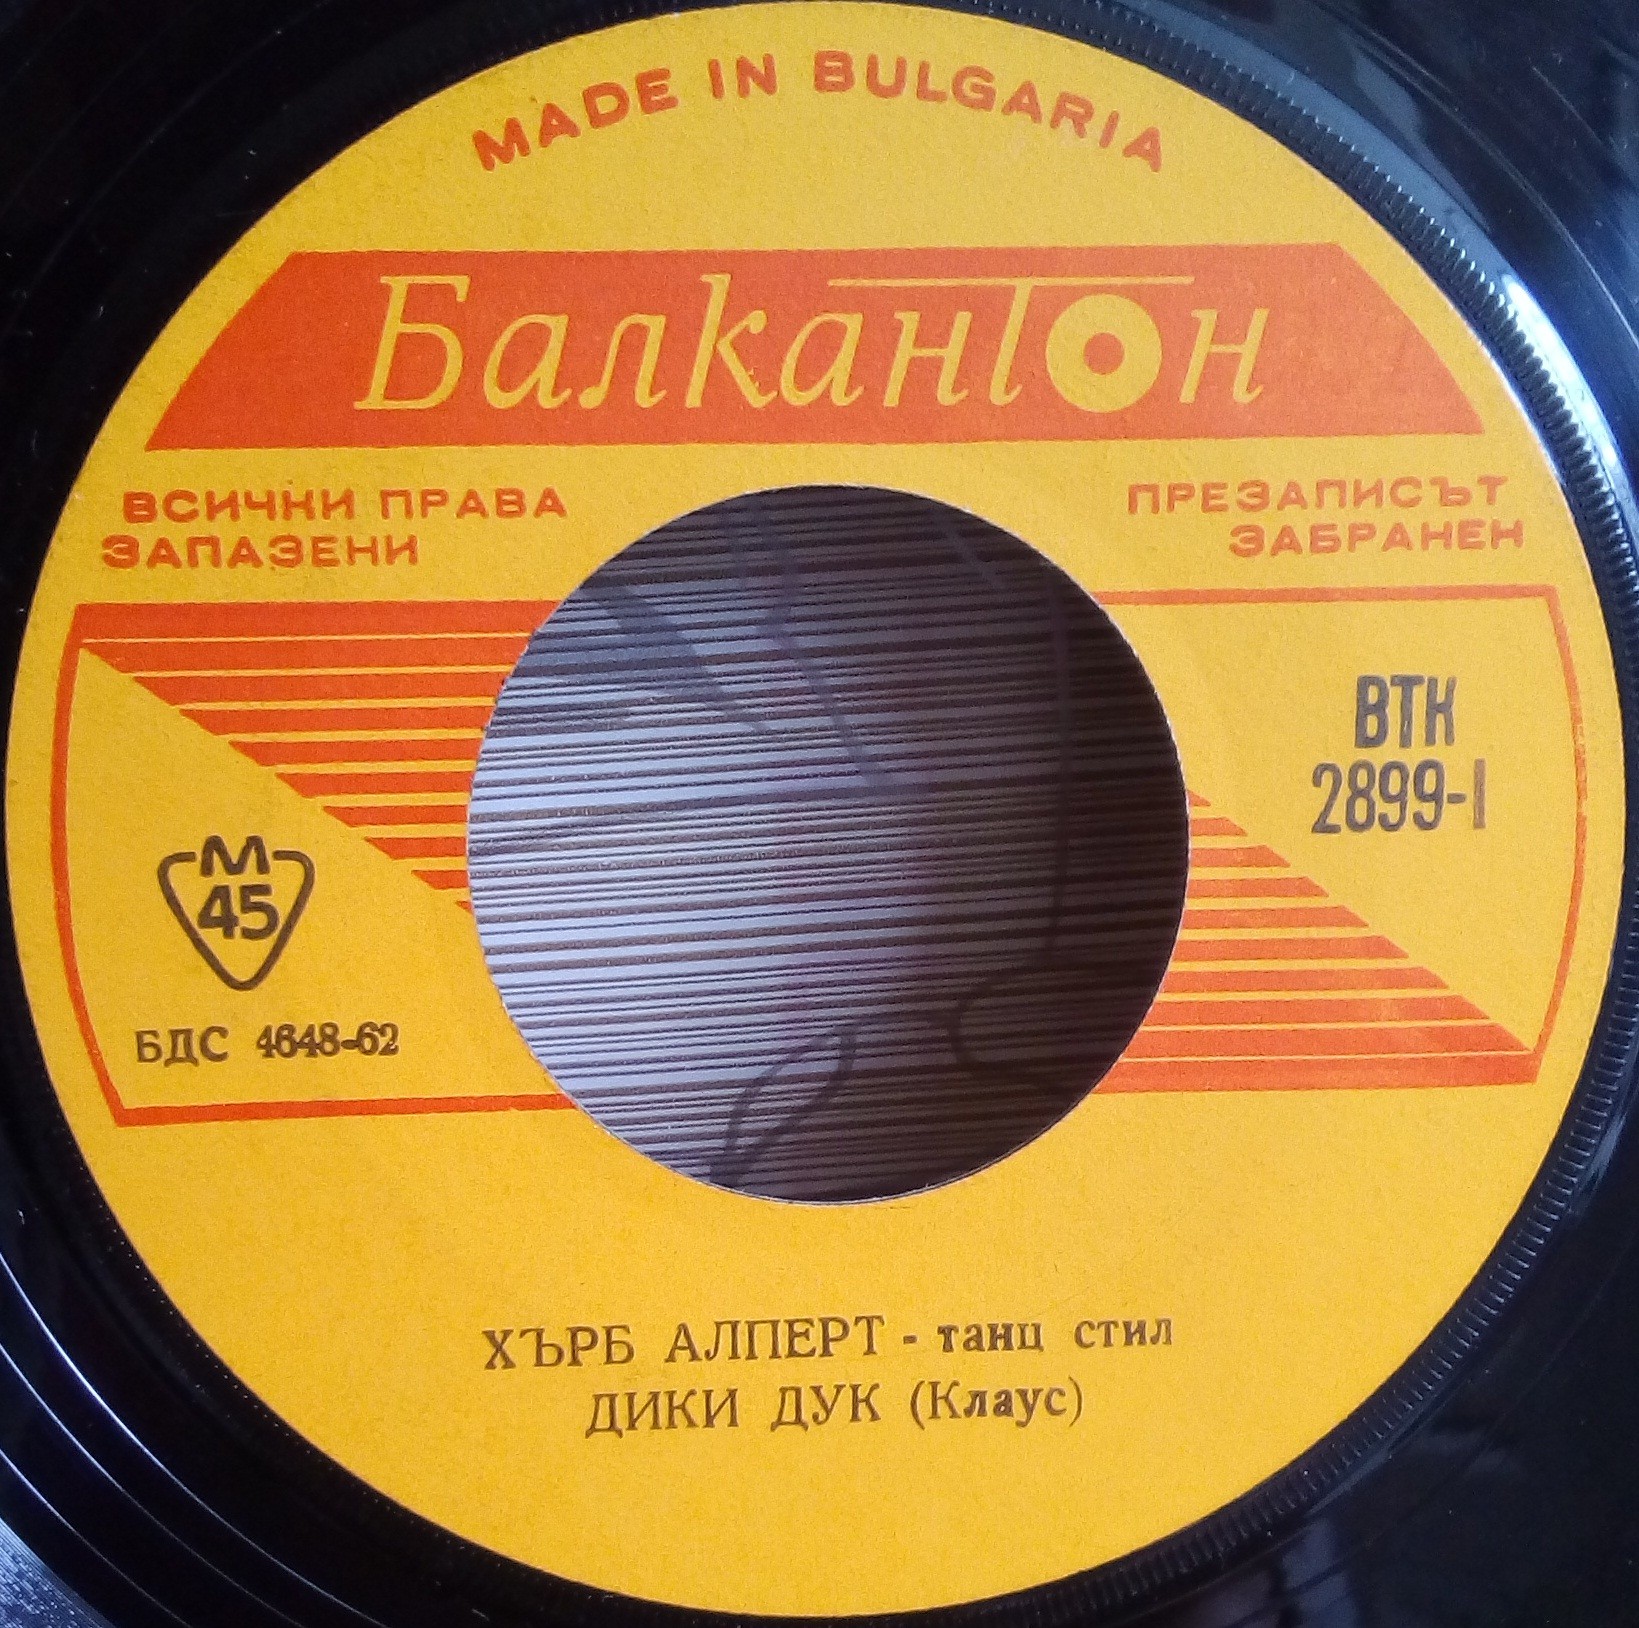 MADE IN BULGARIA
Балкантон
ВСИЧКИ ПРАВА
ЗАПАЗЕНИ
ПРЕЗАПИСЪТ
ЗАБРАНЕН
ВТК
2899-I
М
45
БДС 4648-62
ХЪРБ АЛПЕРТ - танц стил
ДИКИ ДУК (Клаус)